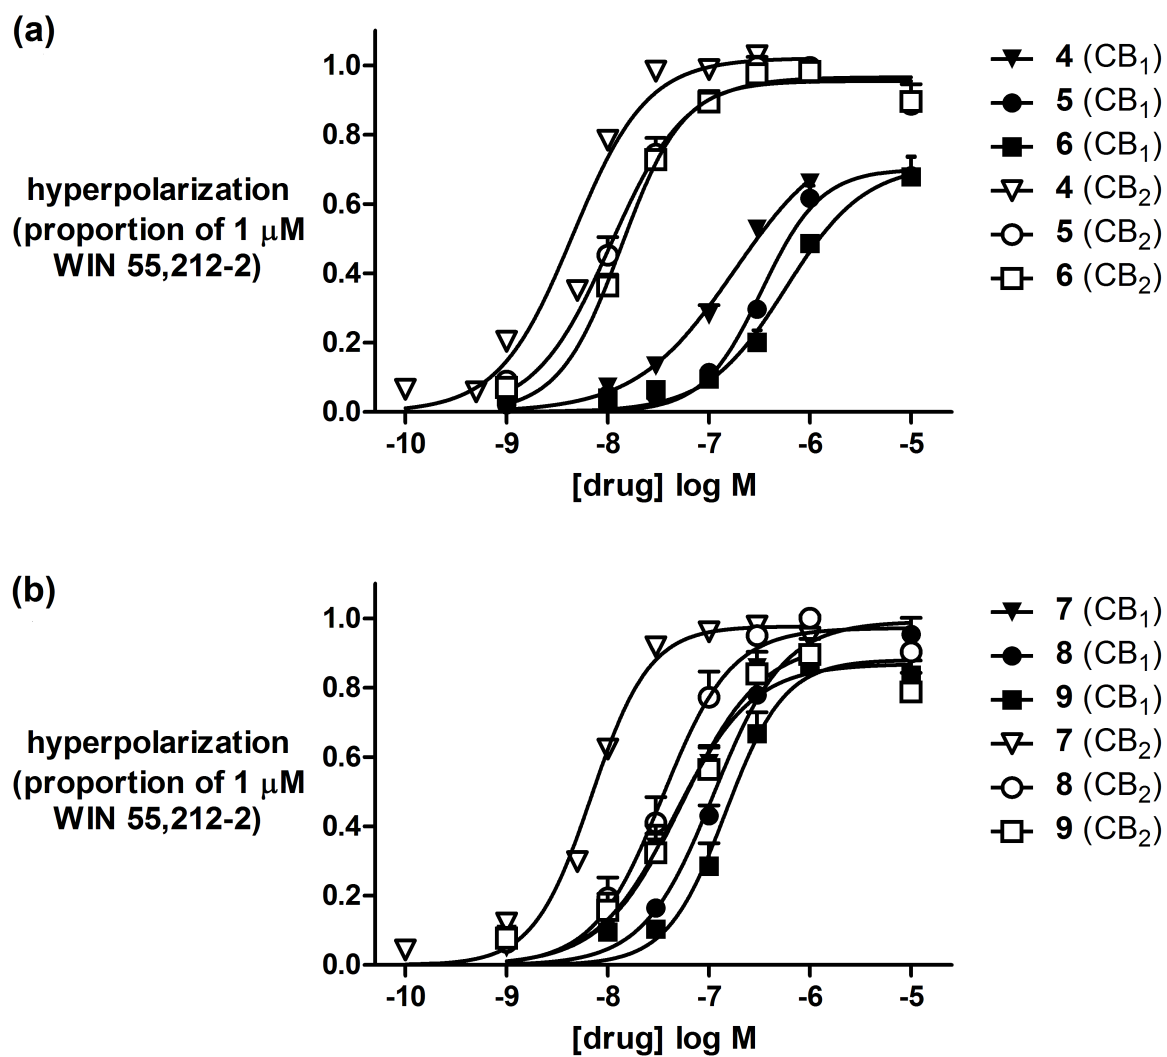 (a)
hyperpolarization
(proportion of 1 μM
WIN 55,212-2)
1.0
0.8
0.6
0.4
0.2
0.0
-10 -9 -8 -7 -6 -5
[drug] log M
4 (CB1)
5 (CB1)
6 (CB1)
4 (CB2)
5 (CB2)
6 (CB2)
(b)
hyperpolarization
(proportion of 1 μM
WIN 55,212-2)
1.0
0.8
0.6
0.4
0.2
0.0
-10 -9 -8 -7 -6 -5
[drug] log M
7 (CB1)
8 (CB1)
9 (CB1)
7 (CB2)
8 (CB2)
9 (CB2)